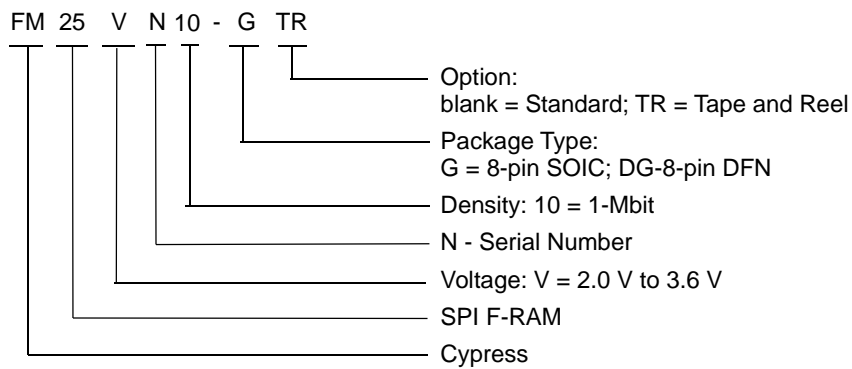 FM 25 V N 10 - G TR
Option:
blank = Standard; TR = Tape and Reel
Package Type:
G = 8-pin SOIC; DG-8-pin DFN
Density: 10 = 1-Mbit
N - Serial Number
Voltage: V = 2.0 V to 3.6 V
SPI F-RAM
Cypress